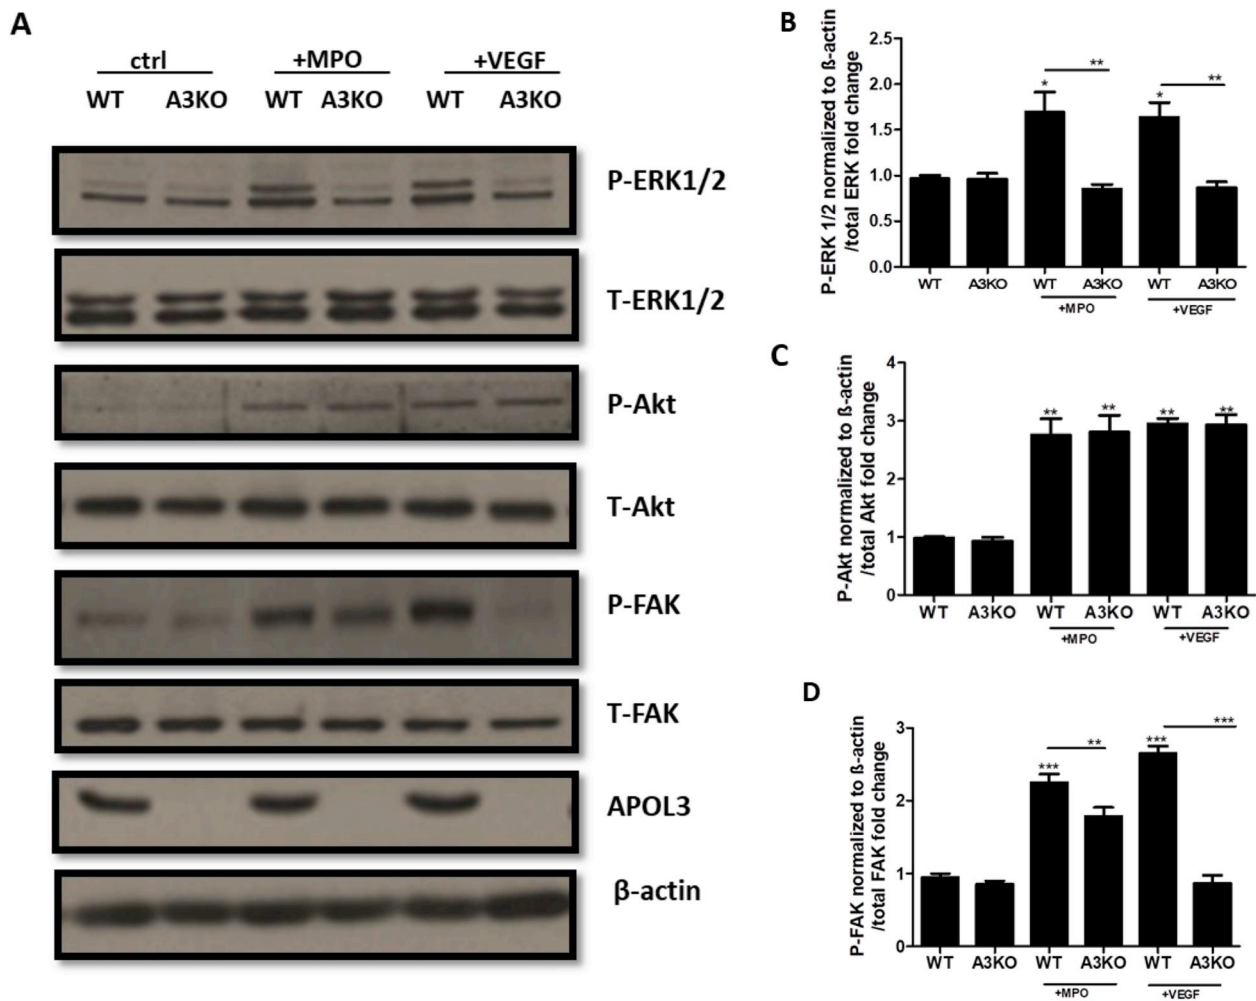 A
ctrl +MPO +VEGF
WT A3KO WT A3KO WT A3KO
P-ERK1/2
T-ERK1/2
P-Akt
T-Akt
P-FAK
T-FAK
APOL3
β-actin
B
P-ERK 1/2 normalized to ß-actin
/total ERK fold change
2.5
2.0
1.5
1.0
0.5
0.0
** **
* *
WT A3KO WT A3KO WT A3KO
+MPO +VEGF
C
P-Akt normalized to ß-actin
/total Akt fold change
4
3
2
1
0
** ** ** **
WT A3KO WT A3KO WT A3KO
+MPO +VEGF
D
P-FAK normalized to ß-actin
/total FAK fold change
3
2
1
0
** ***
*** ***
WT A3KO WT A3KO WT A3KO
+MPO +VEGF